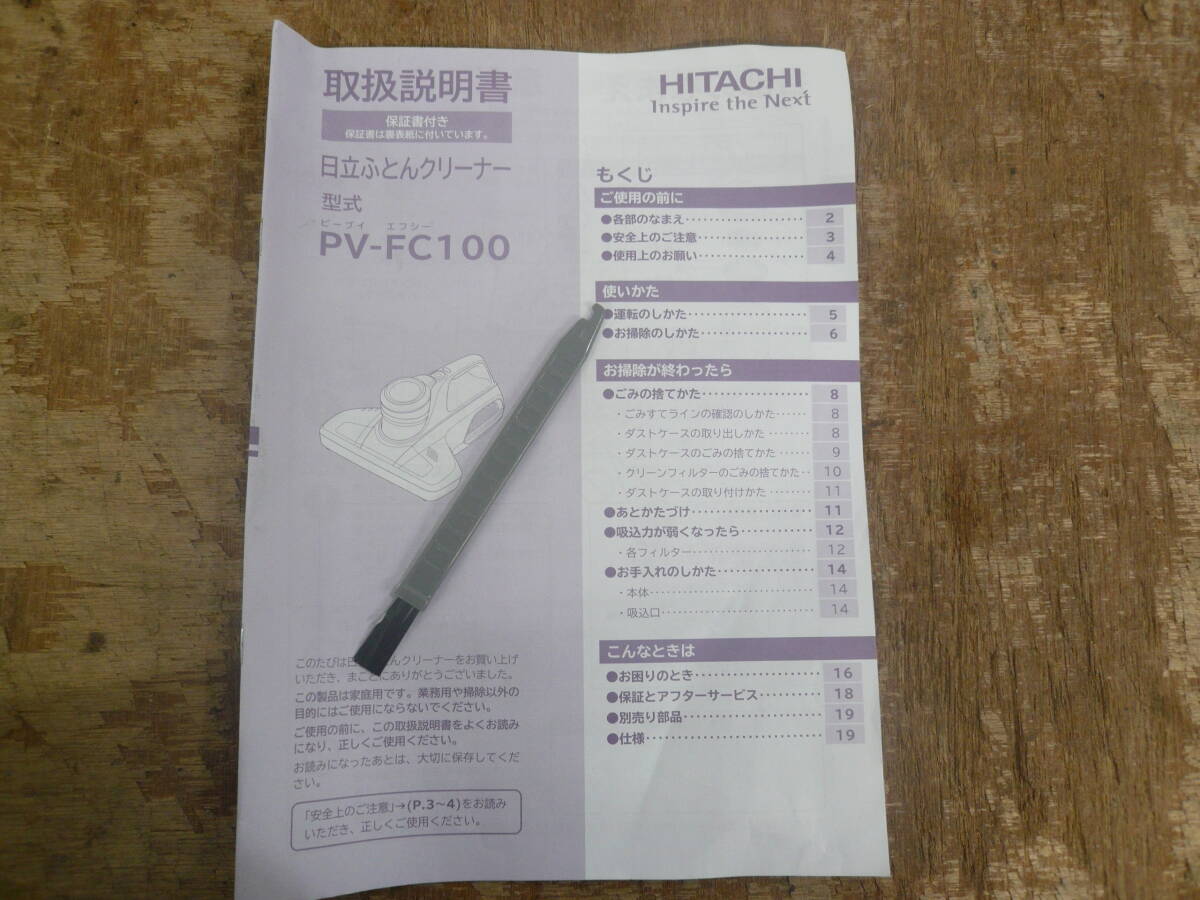 取扱説明書
保証書付き
保証書は裏表紙に付いています。
日立ふとんクリーナー
型式
ピーブイ エフシー
PV-FC100
このたびは日 んクリーナーをお買い上げ
いただき、まことにありがとうございました。
この製品は家庭用です。業務用や掃除以外の
目的にはご使用にならないでください。
ご使用の前に、この取扱説明書をよくお読み
になり、正しくご使用ください。
お読みになったあとは、大切に保存してくだ
さい。
「安全上のご注意」→(P.3～4)をお読み
いただき、正しくご使用ください。
HITACHI
Inspire the Next
もくじ
ご使用の前に
●各部のなまえ 2
●安全上のご注意 3
●使用上のお願い 4
使いかた
●運転のしかた 5
●お掃除のしかた 6
お掃除が終わったら
●ごみの捨てかた 8
・ごみすてラインの確認のしかた 8
・ダストケースの取り出しかた 8
・ダストケースのごみの捨てかた 9
・クリーンフィルターのごみの捨てかた 10
・ダストケースの取り付けかた 11
●あとかたづけ 11
●吸込力が弱くなったら 12
・各フィルター 12
●お手入れのしかた 14
・本体 14
・吸込口 14
こんなときは
●お困りのとき 16
●保証とアフターサービス 18
●別売り部品 19
●仕様 19